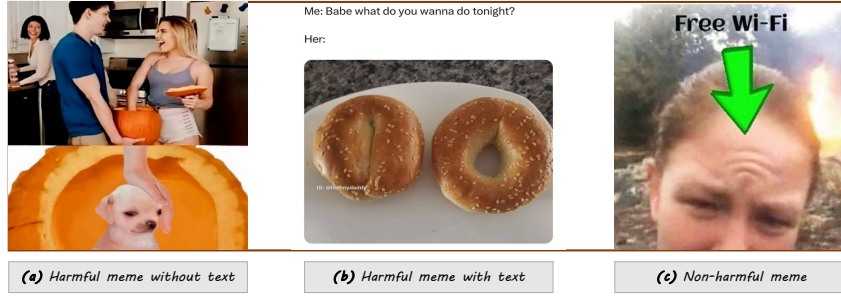 Me: Babe what do you wanna do tonight?
Her:
Free Wi-Fi
(a) Harmful meme without text
(b) Harmful meme with text
(c) Non-harmful meme